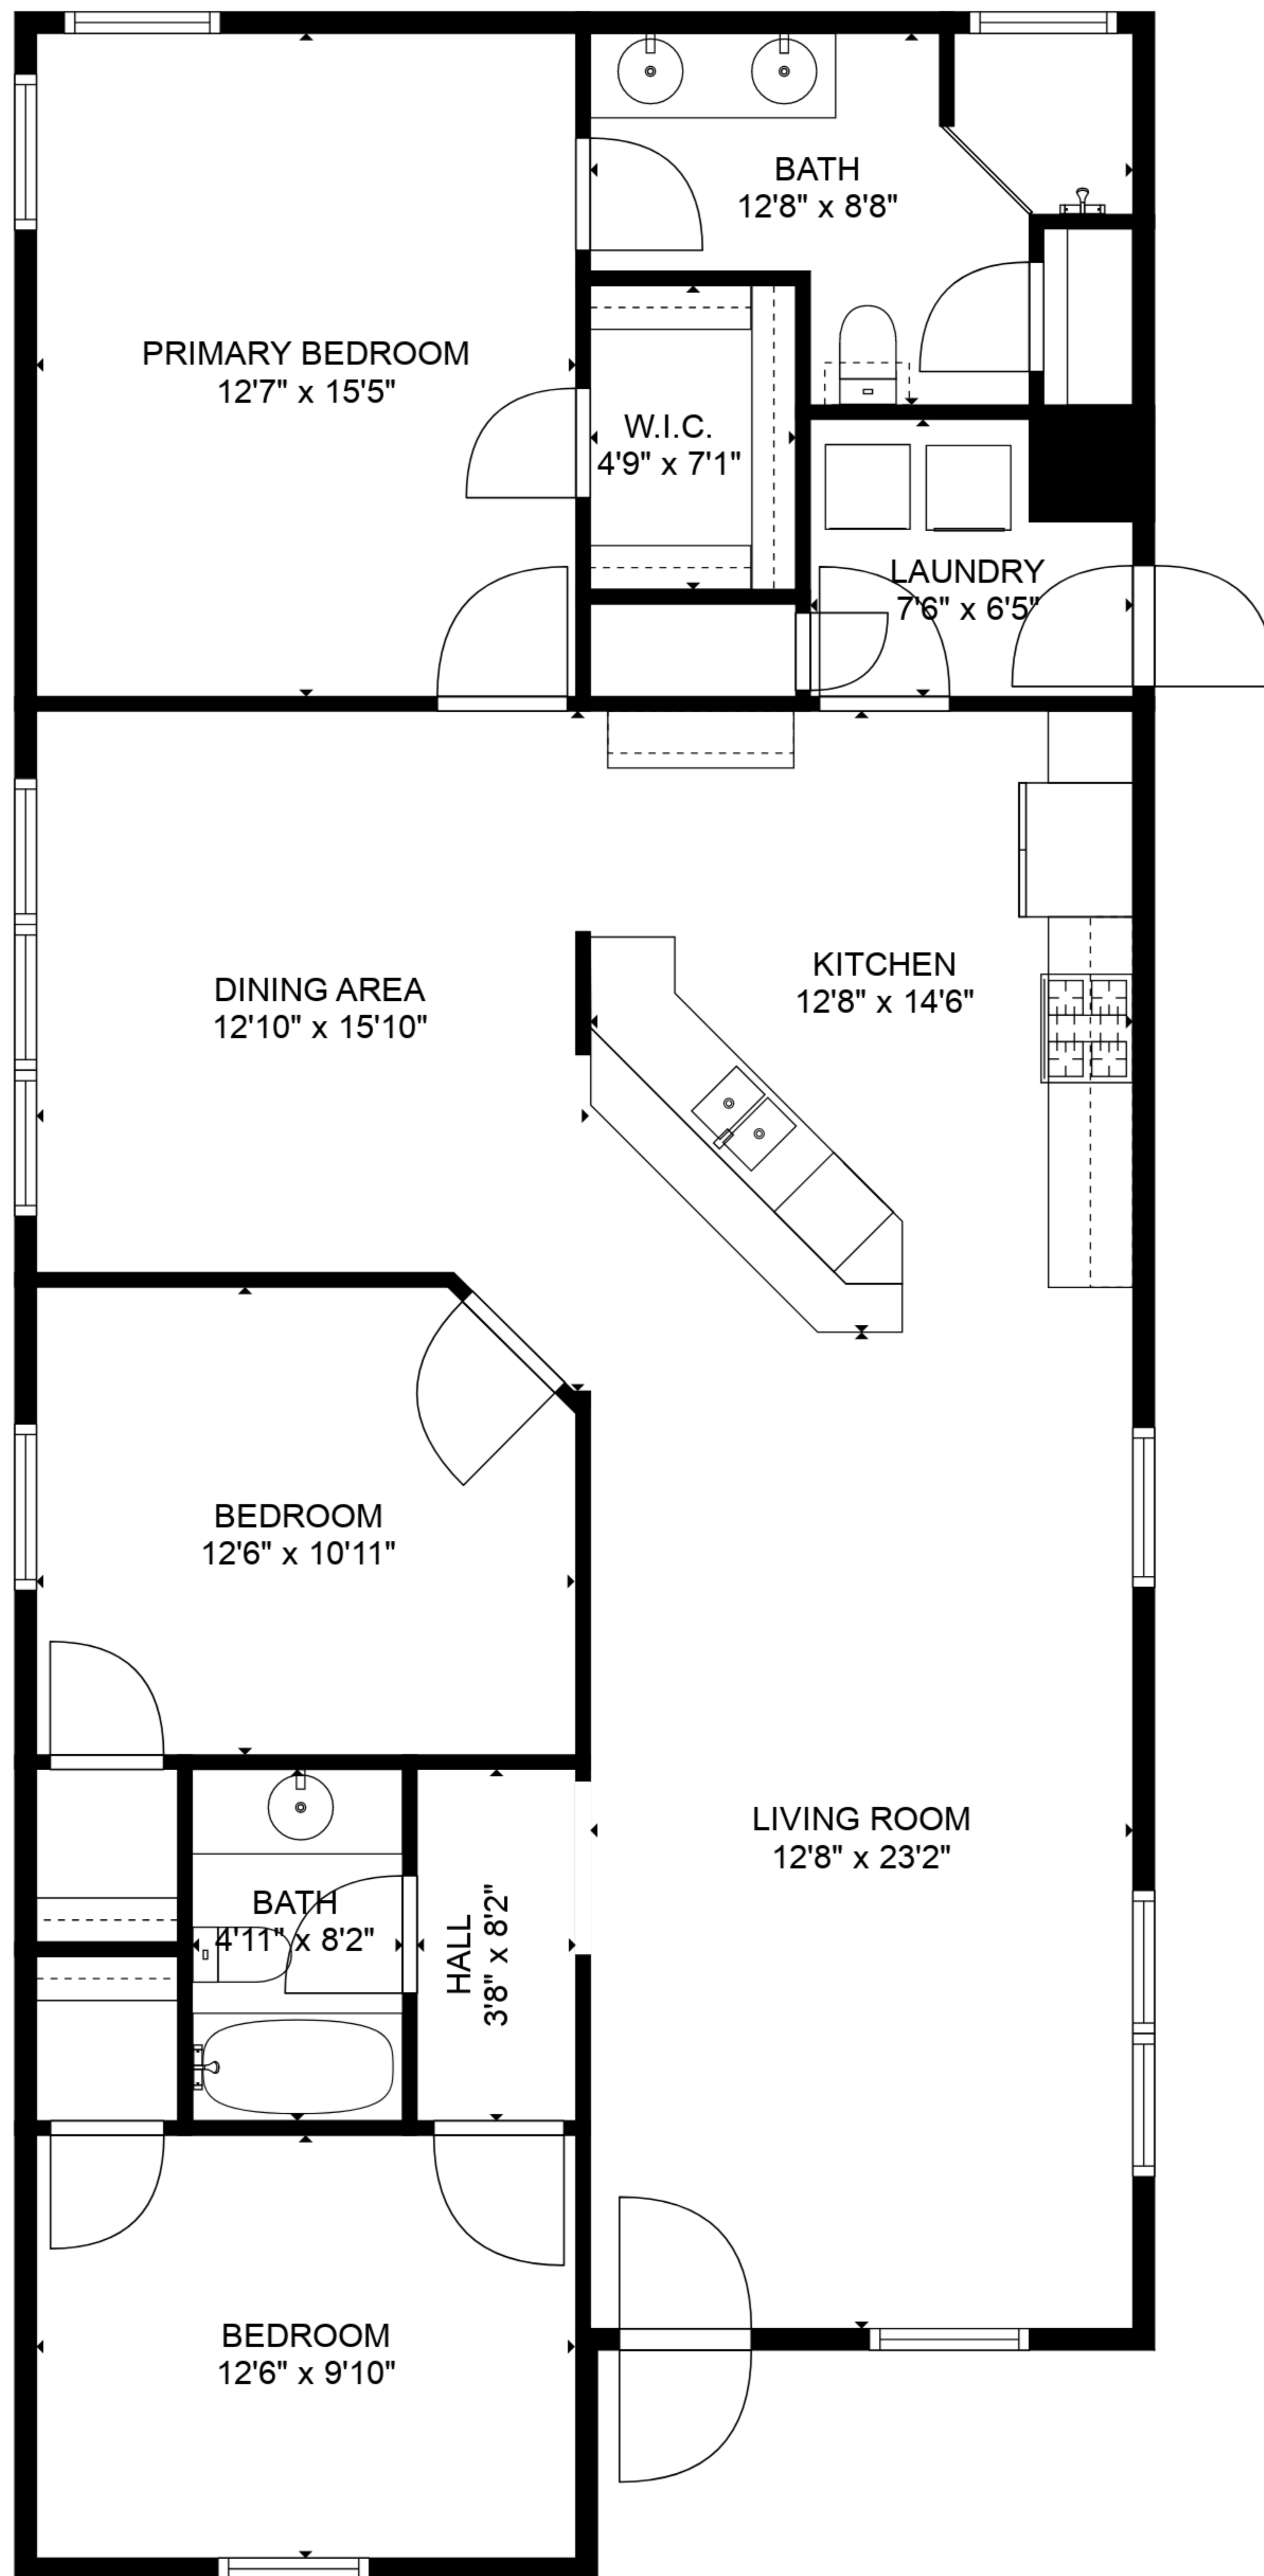 BATH
12'8" x 8'8"
PRIMARY BEDROOM
12'7" x 15'5"
W.I.C.
4'9" x 7'1"
LAUNDRY
7'6" x 6'5"
KITCHEN
12'8" x 14'6"
DINING AREA
12'10" x 15'10"
BEDROOM
12'6" x 10'11"
LIVING ROOM
12'8" x 23'2"
BATH
4'11" x 8'2"
HALL
3'8" x 8'2"
BEDROOM
12'6" x 9'10"